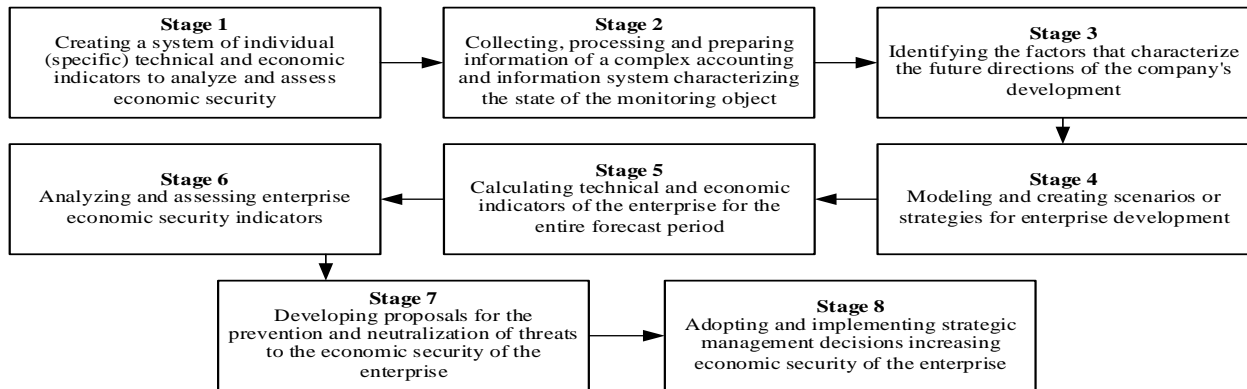 Stage 1
Creating a system of individual
(specific) technical and economic
indicators to analyze and assess
economic security
Stage 2
Collecting, processing and preparing
information of a complex accounting
and information system characterizing
the state of the monitoring object
Stage 3
Identifying the factors that characterize
the future directions of the company's
development
Stage 4
Modeling and creating scenarios or
strategies for enterprise development
Stage 5
Calculating technical and economic
indicators of the enterprise for the
entire forecast period
Stage 6
Analyzing and assessing enterprise
economic security indicators
Stage 7
Developing proposals for the
prevention and neutralization of threats
to the economic security of the
enterprise
Stage 8
Adopting and implementing strategic
management decisions increasing
economic security of the enterprise